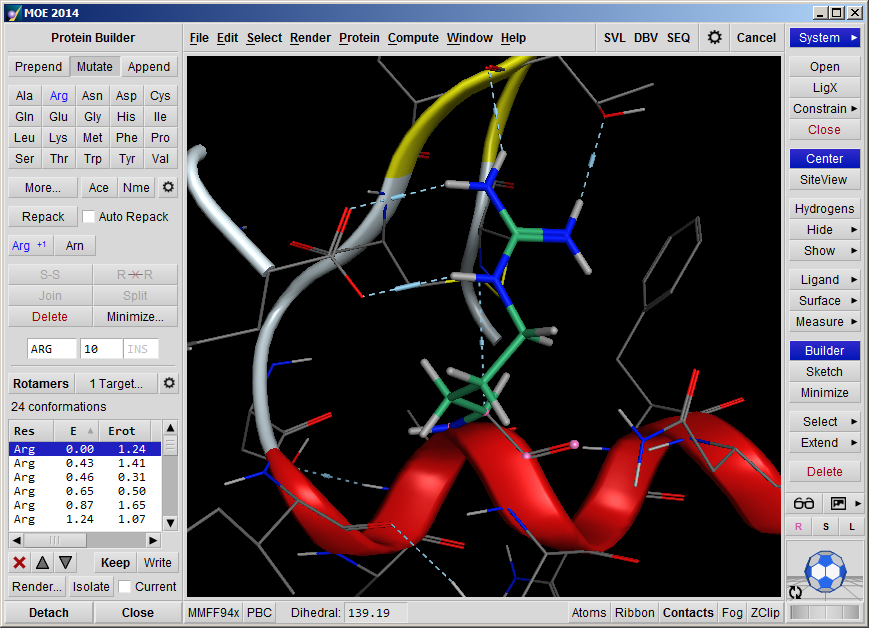 MOE 2014
Protein Builder
File Edit Select Render Protein Compute Window Help SVL DBV SEQ Cancel
Prepend Mutate Append
Ala Arg Asn Asp Cys
Gln Glu Gly His Ile
Leu Lys Met Phe Pro
Ser Thr Trp Tyr Val
More... Ace Nme
Repack Auto Repack
Arg +1 Arn
S-S R X R
Join Split
Delete Minimize...
ARG 10 INS
Rotamers 1 Target...
24 conformations
Res E Erot
Arg 0.00 1.24
Arg 0.43 1.41
Arg 0.46 0.31
Arg 0.65 0.50
Arg 0.87 1.65
Arg 1.24 1.07
Keep Write
Render... Isolate Current
Detach Close
MMFF94x PBC Dihedral: 139.19 Atoms Ribbon Contacts Fog ZClip
System
Open
LigX
Constrain
Close
Center
SiteView
Hydrogens
Hide
Show
Ligand
Surface
Measure
Builder
Sketch
Minimize
Select
Extend
Delete
R S L